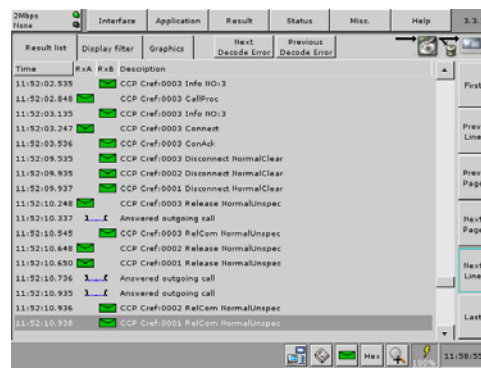 2Mbps
None
Interface
Application
Result
Status
Misc.
Help
3.3.
Result list
Display filter
Graphics
Next
Decode Error
Previous
Decode Error
Time RxA RxB Description
11:52:02.535 CCP Cref:0003 Info NO:3
11:52:02.848 CCP Cref:0003 CallProc
11:52:03.135 CCP Cref:0003 Info NO:3
11:52:03.247 CCP Cref:0003 Connect
11:52:03.536 CCP Cref:0003 ConAck
11:52:09.535 CCP Cref:0003 Disconnect NormalClear
11:52:09.935 CCP Cref:0002 Disconnect NormalClear
11:52:09.937 CCP Cref:0001 Disconnect NormalClear
11:52:10.248 CCP Cref:0003 Release NormalUnspec
11:52:10.337 Answered outgoing call
11:52:10.545 CCP Cref:0003 RelCom NormalUnspec
11:52:10.648 CCP Cref:0002 Release NormalUnspec
11:52:10.650 CCP Cref:0001 Release NormalUnspec
11:52:10.736 Answered outgoing call
11:52:10.935 Answered outgoing call
11:52:10.936 CCP Cref:0002 RelCom NormalUnspec
11:52:10.938 CCP Cref:0001 RelCom NormalUnspec
First
Prev
Line
Prev
Page
Next
Page
Next
Line
Last
Hex
100%
11:58:55